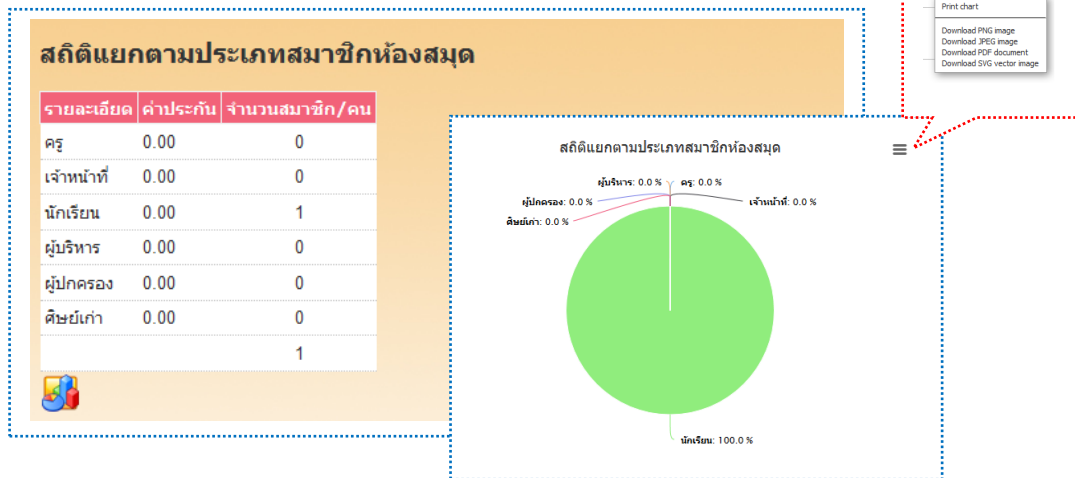 Print chart
Download PNG image
Download JPEG image
Download PDF document
Download SVG vector image
สถิติแยกตามประเภทสมาชิกห้องสมุด
รายละเอียด ค่าประกัน จำนวนสมาชิก/คน
ครู 0.00 0
เจ้าหน้าที่ 0.00 0
นักเรียน 0.00 1
ผู้บริหาร 0.00 0
ผู้ปกครอง 0.00 0
ศิษย์เก่า 0.00 0
1
สถิติแยกตามประเภทสมาชิกห้องสมุด
ผู้บริหาร: 0.0 % ครู: 0.0 %
ผู้ปกครอง: 0.0 % เจ้าหน้าที่: 0.0 %
ศิษย์เก่า: 0.0 %
นักเรียน: 100.0 %